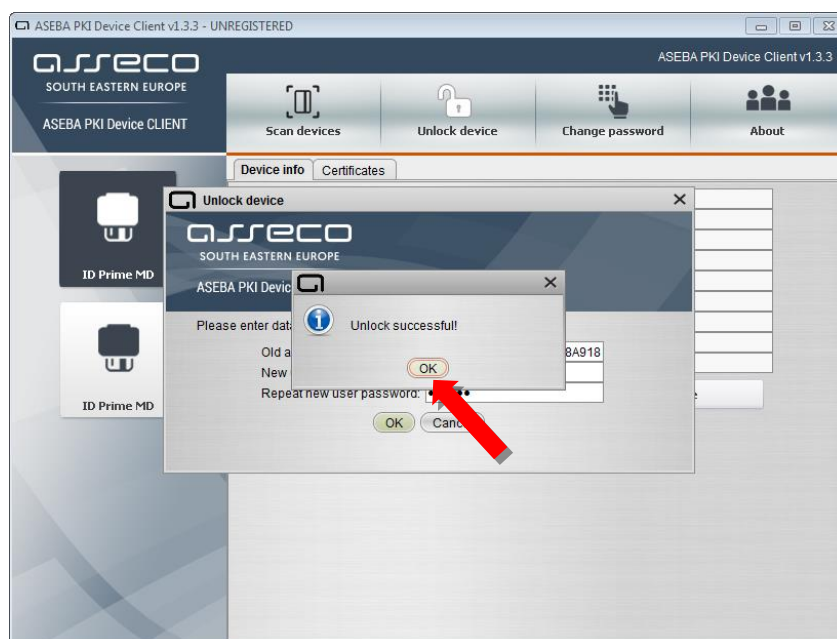 ASEBA PKI Device Client v1.3.3 - UNREGISTERED
asseco
SOUTH EASTERN EUROPE
ASEBA PKI Device CLIENT
ASEBA PKI Device Client v1.3.3
Scan devices
Unlock device
Change password
About
Device info
Certificates
ID Prime MD
ID Prime MD
Unlock device
asseco
SOUTH EASTERN EUROPE
ASEBA PKI
Please enter
Old
8A918
New
Repeat new user password:
OK
Unlock successful!
OK